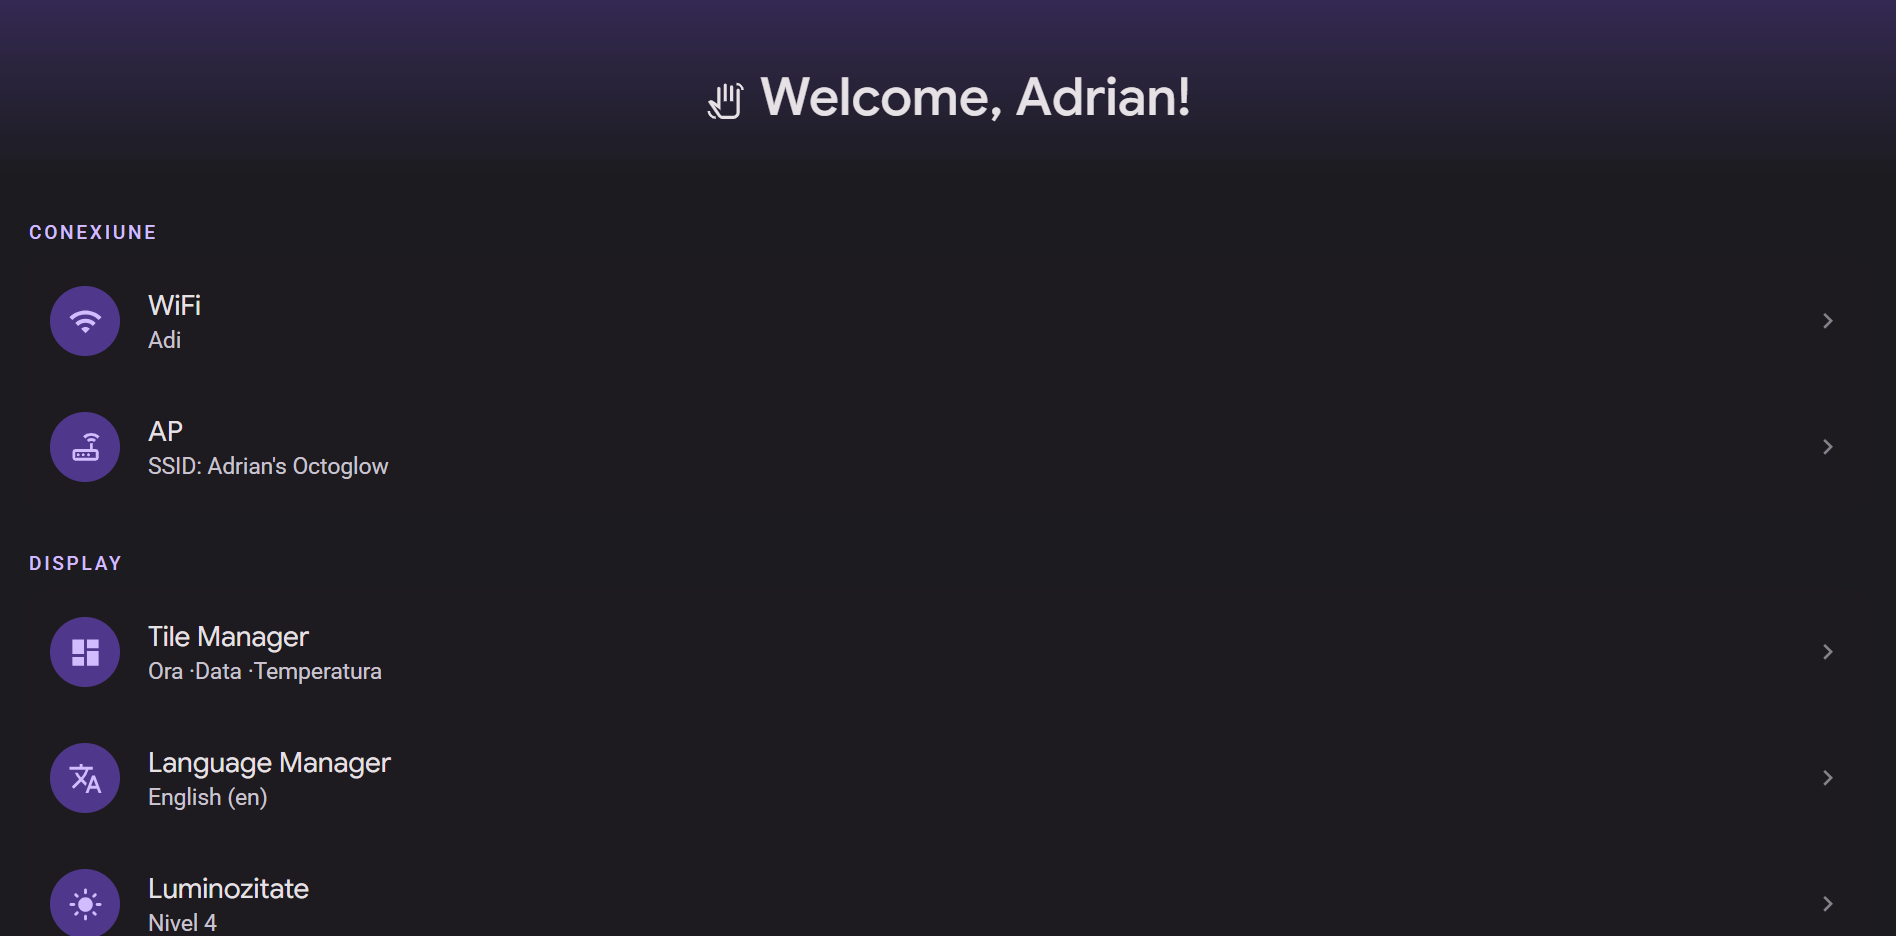 Welcome, Adrian!
CONEXIUNE
WiFi
Adi
AP
SSID: Adrian's Octoglow
DISPLAY
Tile Manager
Ora ·Data ·Temperatura
Language Manager
English (en)
Luminozitate
Nivel 4